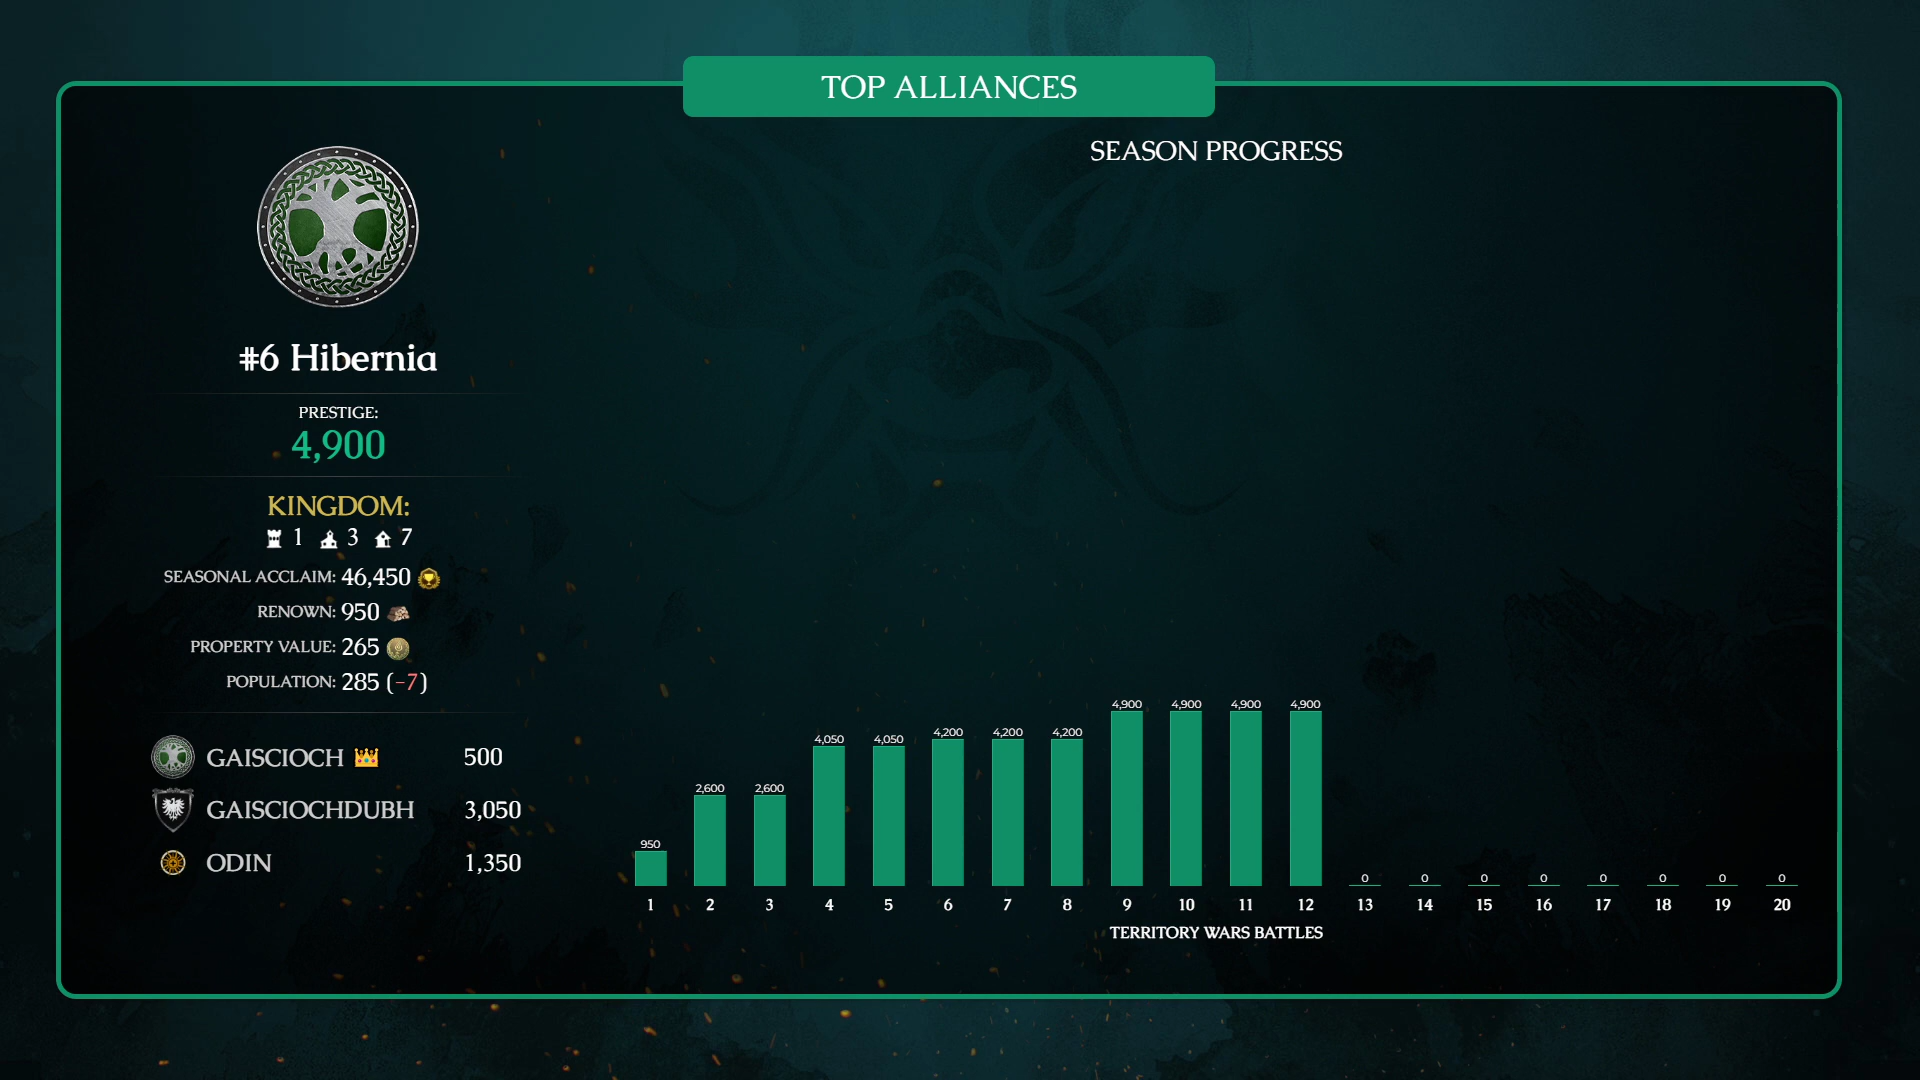 TOP ALLIANCES
SEASON PROGRESS
#6 Hibernia
PRESTIGE:
4,900
KINGDOM:
1 3 7
SEASONAL ACCLAIM: 46,450
RENOWN: 950
PROPERTY VALUE: 265
POPULATION: 285 (-7)
GAISCIOCH 500
GAISCIOCHDUBH 3,050
ODIN 1,350
950 2,600 2,600 4,050 4,050 4,200 4,200 4,200 4,900 4,900 4,900 4,900 0 0 0 0 0 0 0 0
1 2 3 4 5 6 7 8 9 10 11 12 13 14 15 16 17 18 19 20
TERRITORY WARS BATTLES